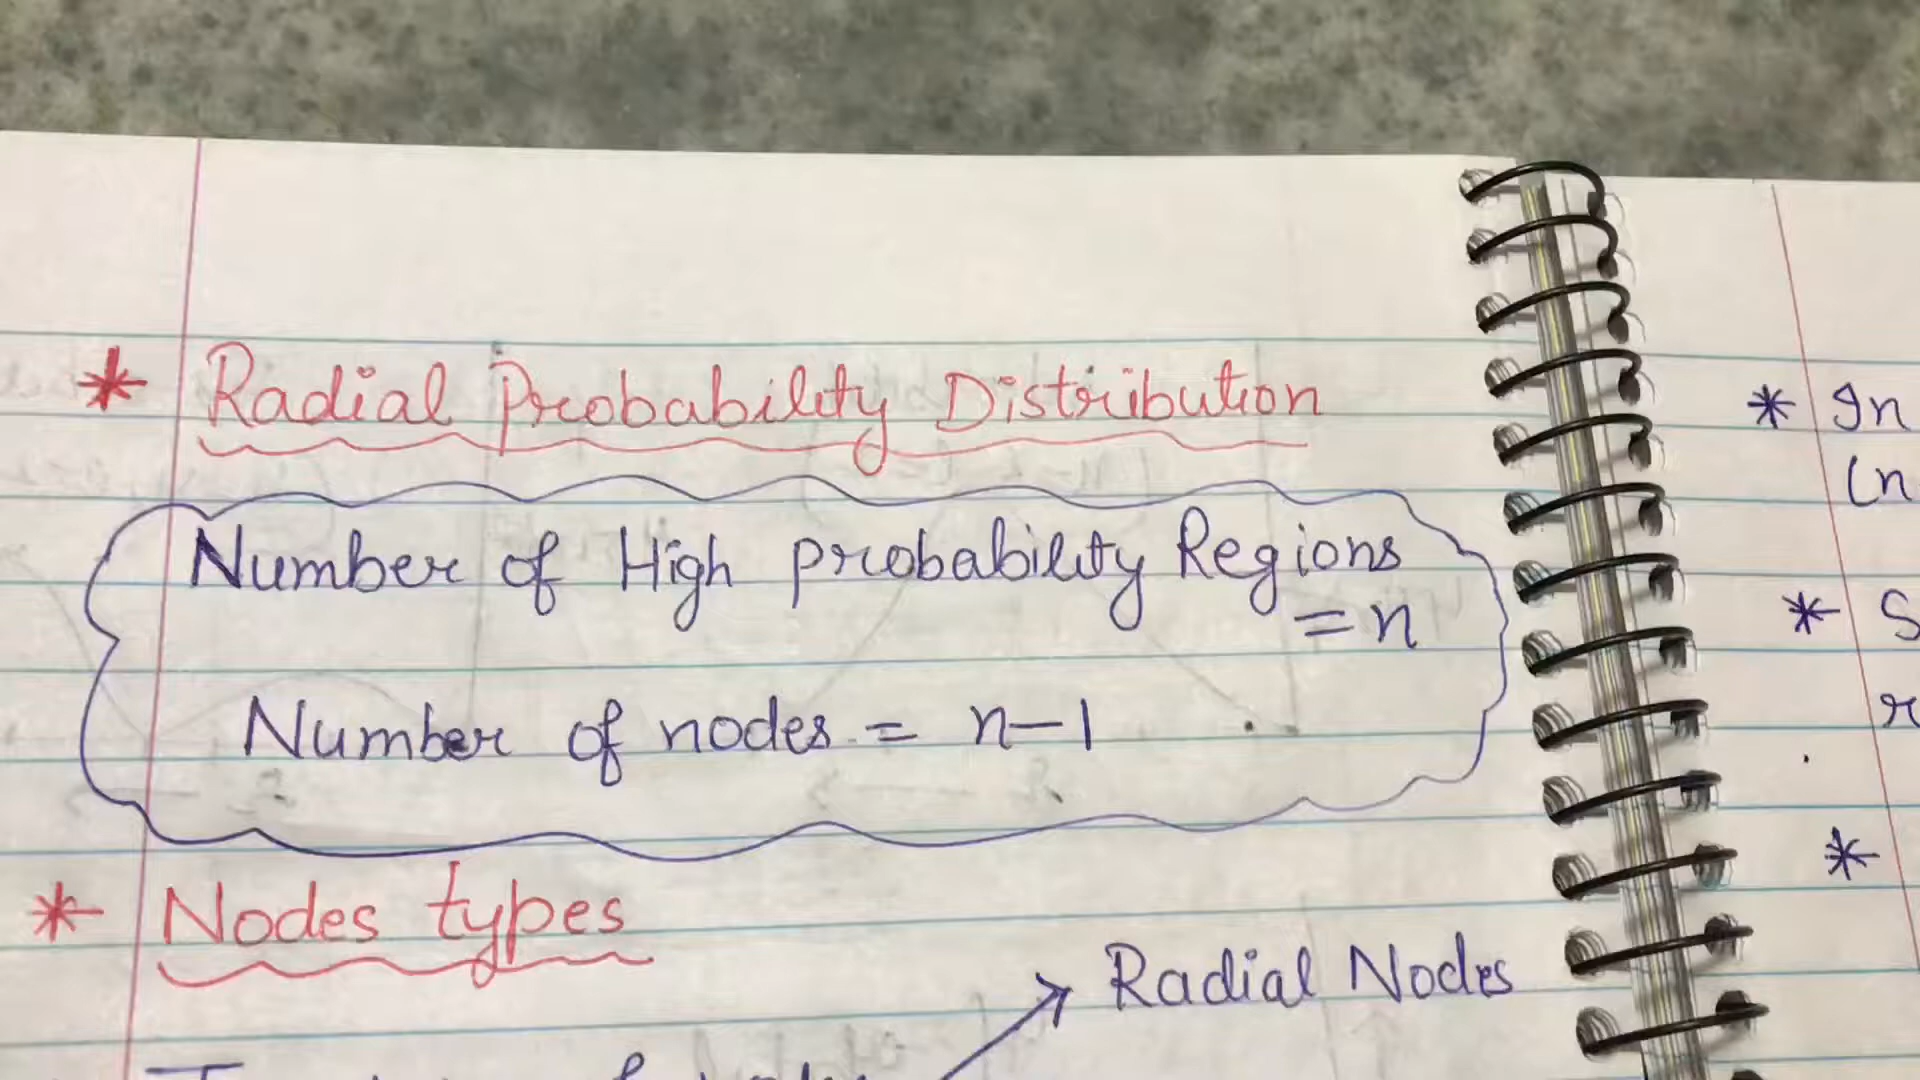 * Radial Probability Distribution
Number of High probability Regions
= n
Number of nodes = n-1
* Nodes types
Radial Nodes
* In
(n
*
*